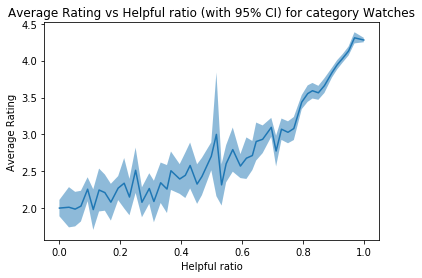 Average Rating vs Helpful ratio (with 95% CI) for category Watches
4.5
4.0
3.5
3.0
2.5
2.0
Average Rating
0.0 0.2 0.4 0.6 0.8 1.0
Helpful ratio